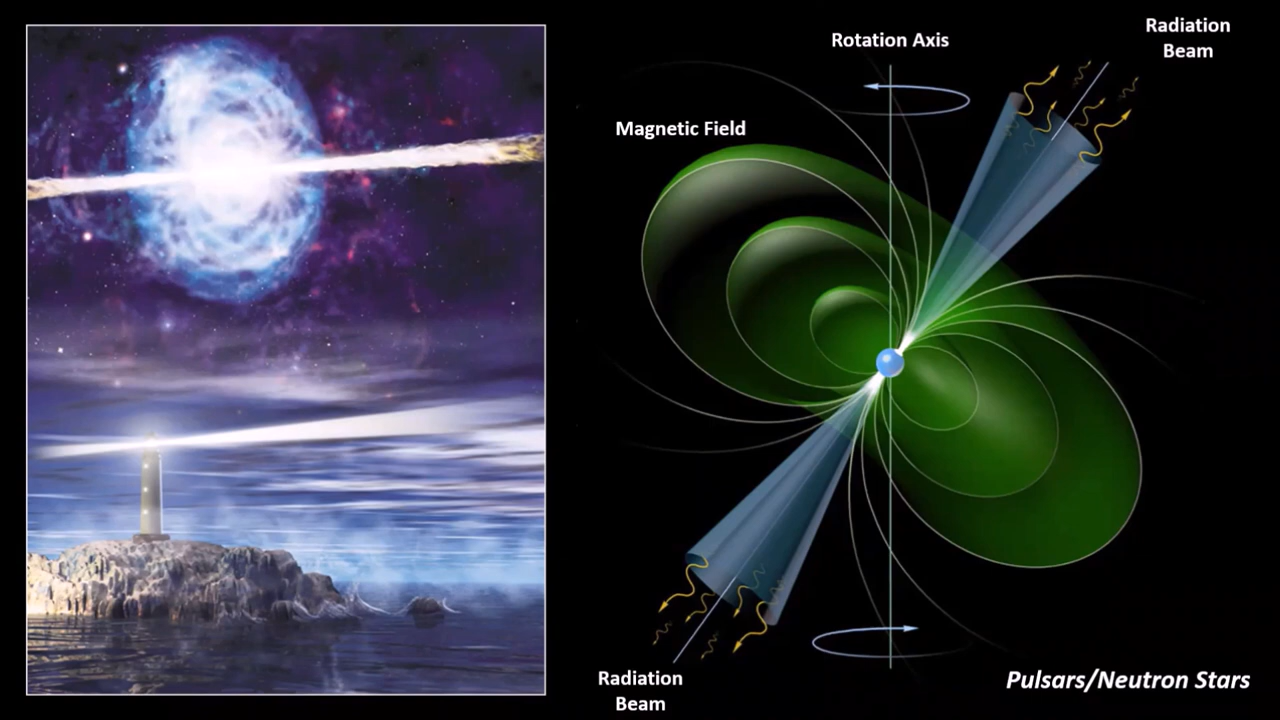 Rotation Axis
Radiation
Beam
Magnetic Field
Radiation
Beam
Pulsars/Neutron Stars